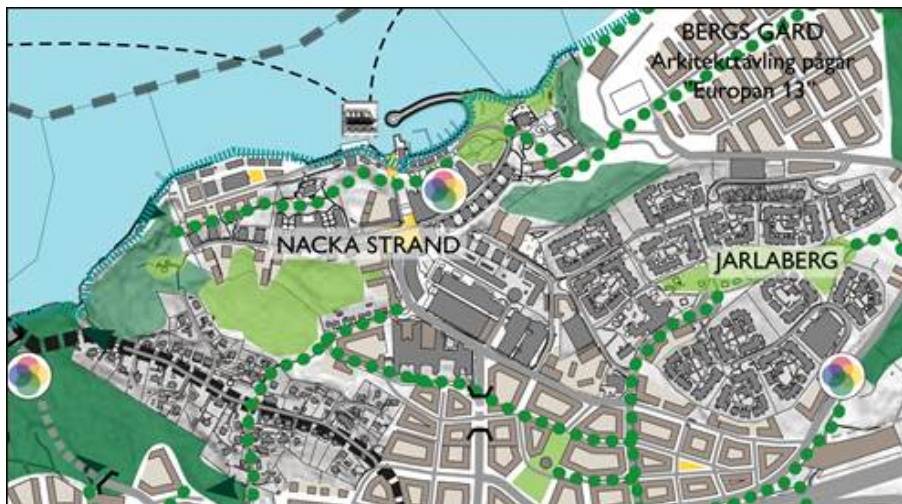 BERGS GÅRD
Arkitekttävling pågår
"Europan 13"
NACKA STRAND
JARLABERG